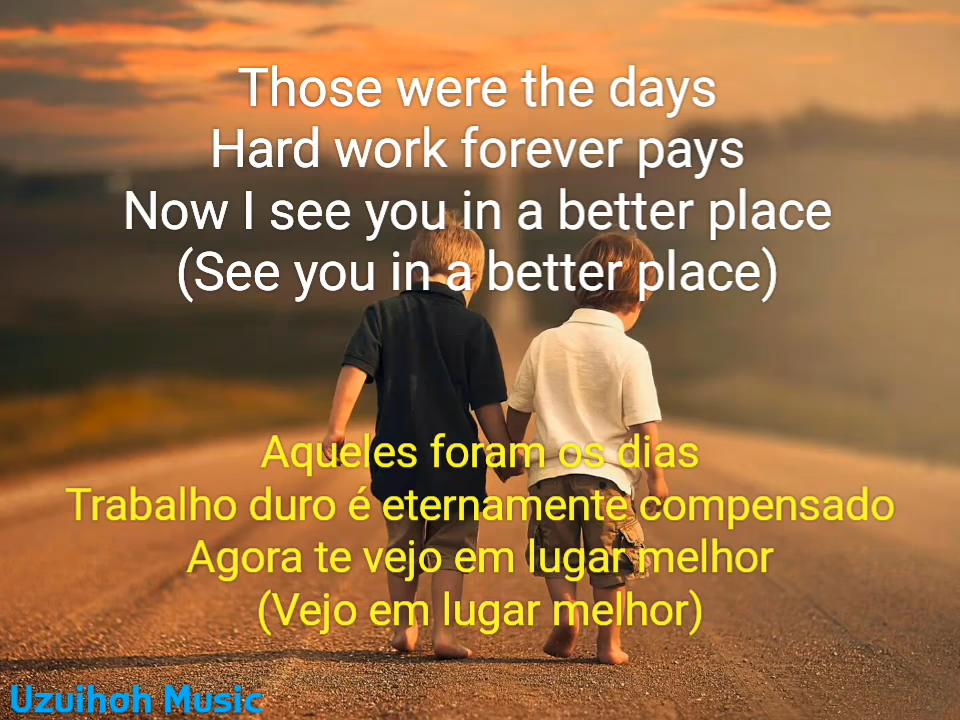 Those were the days
Hard work forever pays
Now I see you in a better place
(See you in a better place)
Aqueles foram os dias
Trabalho duro é eternamente compensado
Agora te vejo em lugar melhor
(Vejo em lugar melhor)
Uzuihoh Music